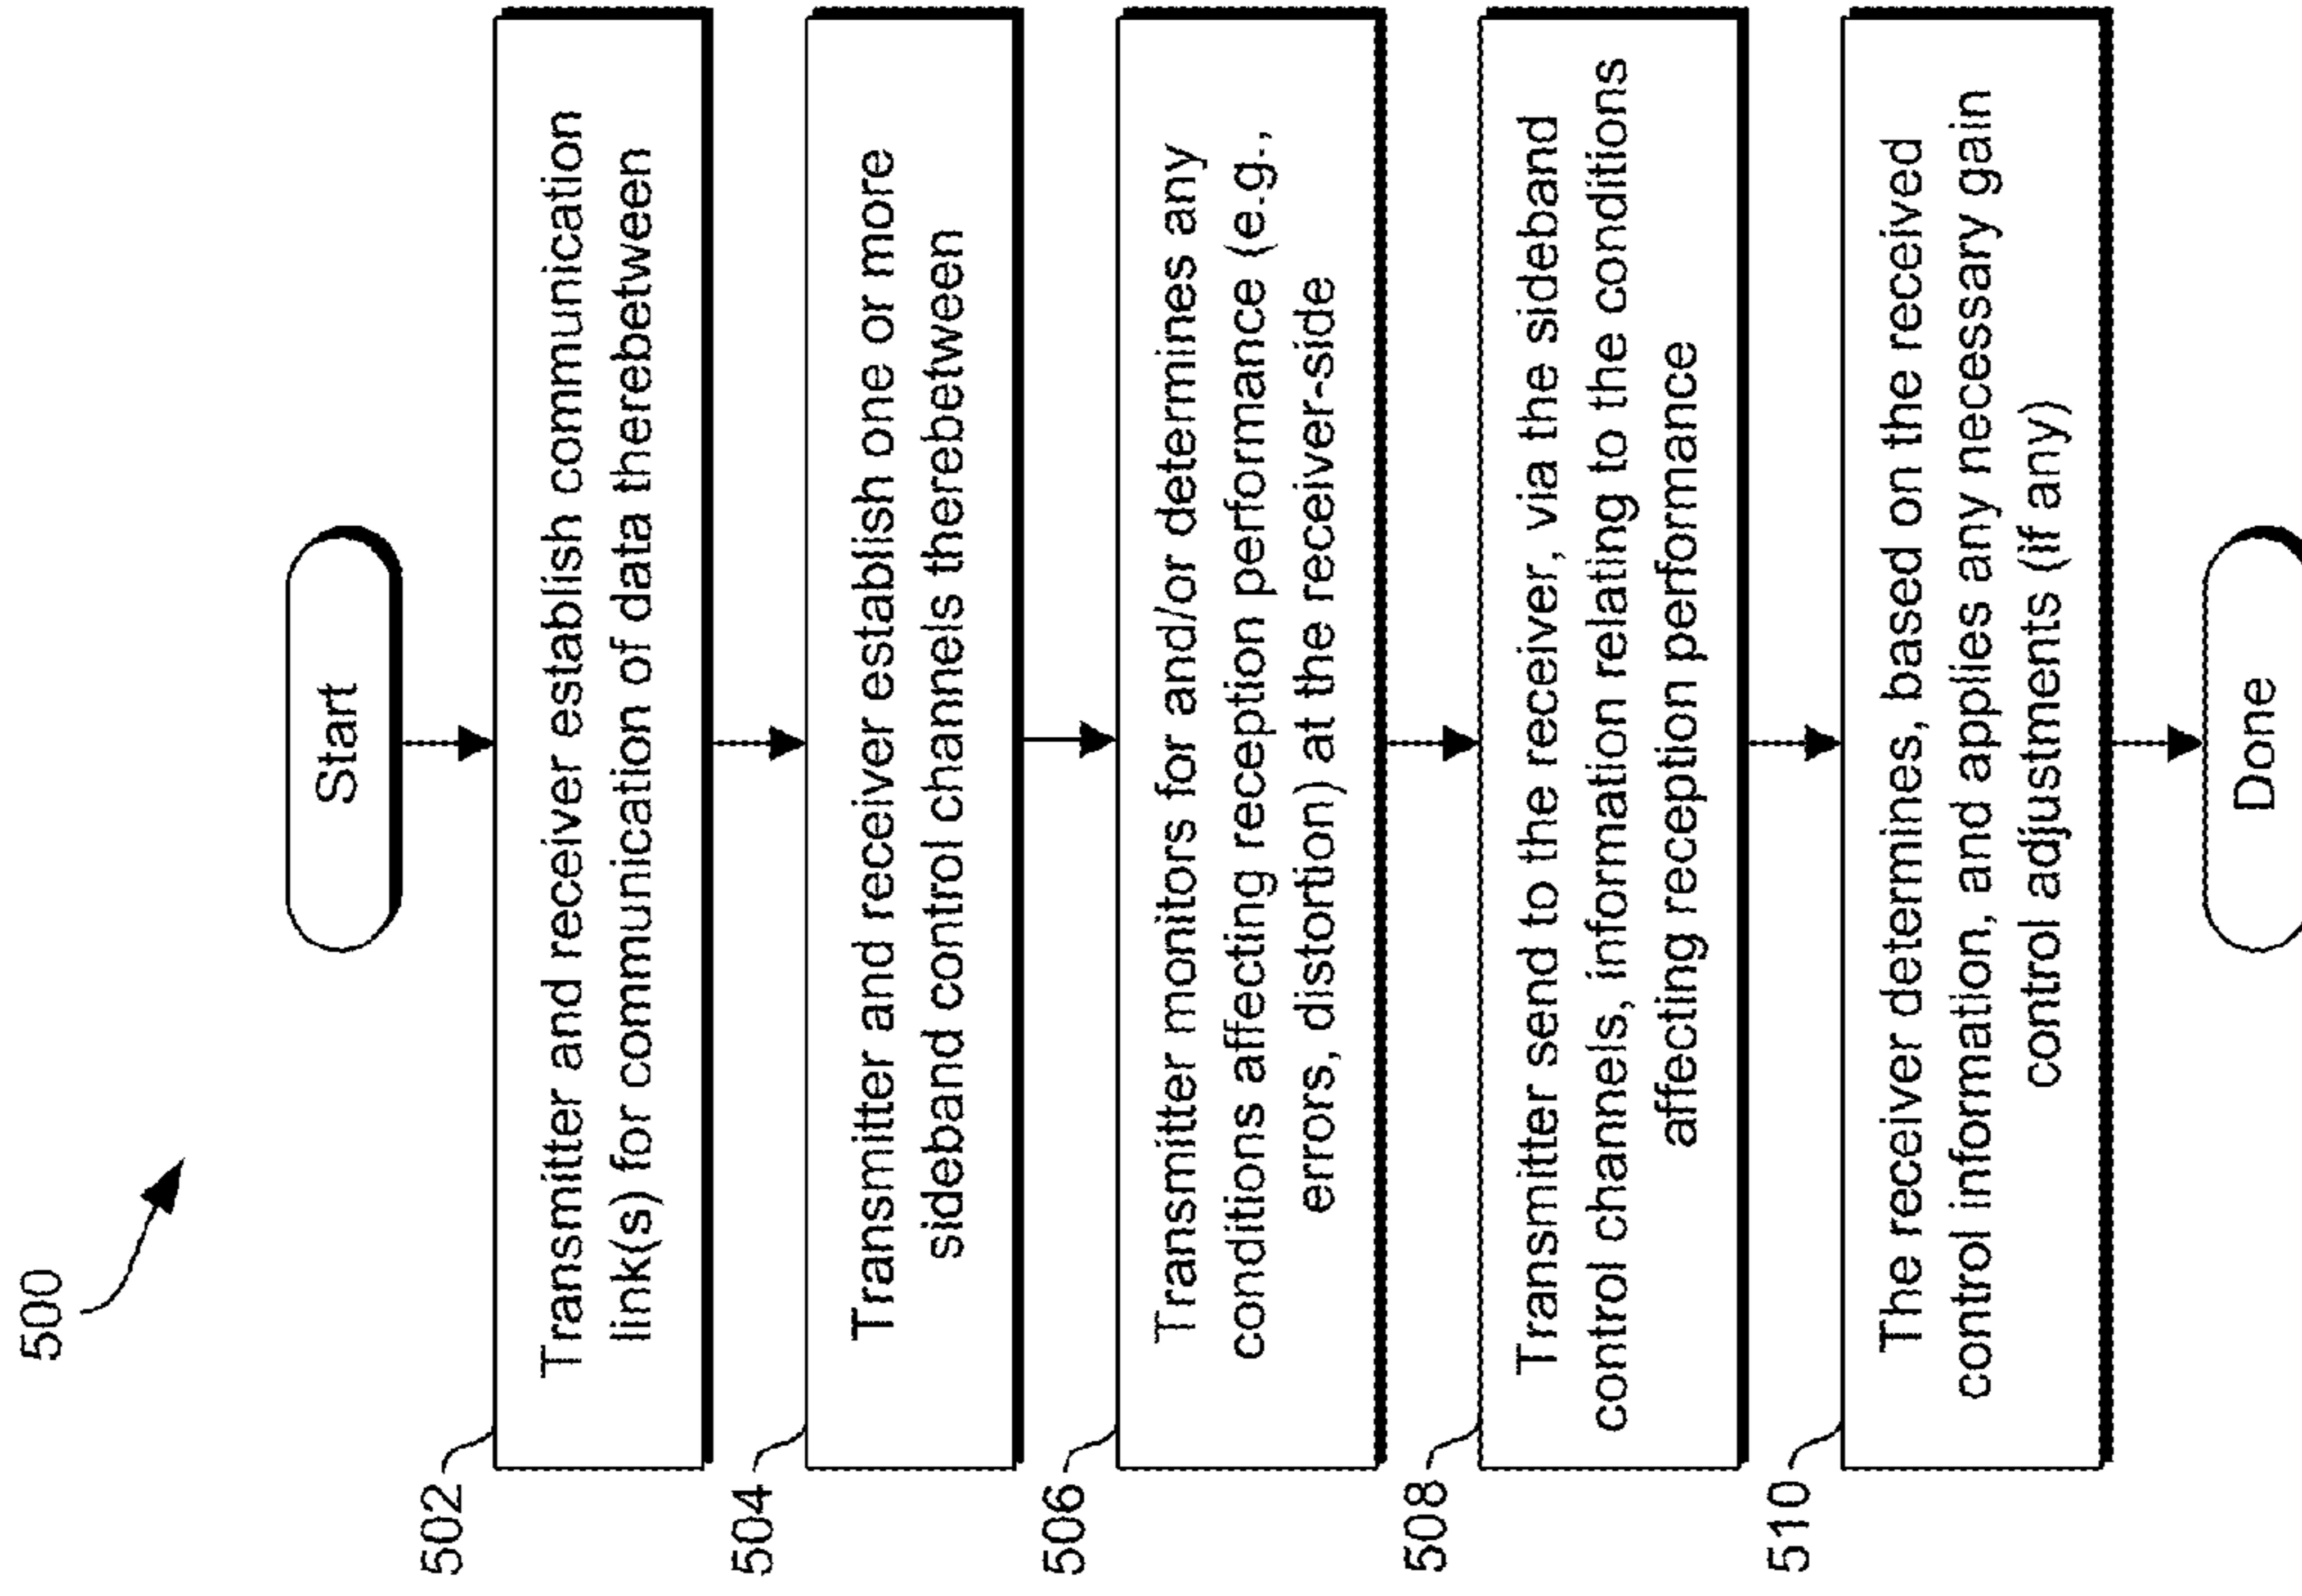 500
Start
502
Transmitter and receiver establish communication
link(s) for communication of data therebetween
504
Transmitter and receiver establish one or more
sideband control channels therebetween
506
Transmitter monitors for and/or determines any
conditions affecting reception performance (e.g.,
errors, distortion) at the receiver-side
508
Transmitter send to the receiver, via the sideband
control channels, information relating to the conditions
affecting reception performance
510
The receiver determines, based on the received
control information, and applies any necessary gain
control adjustments (if any)
Done